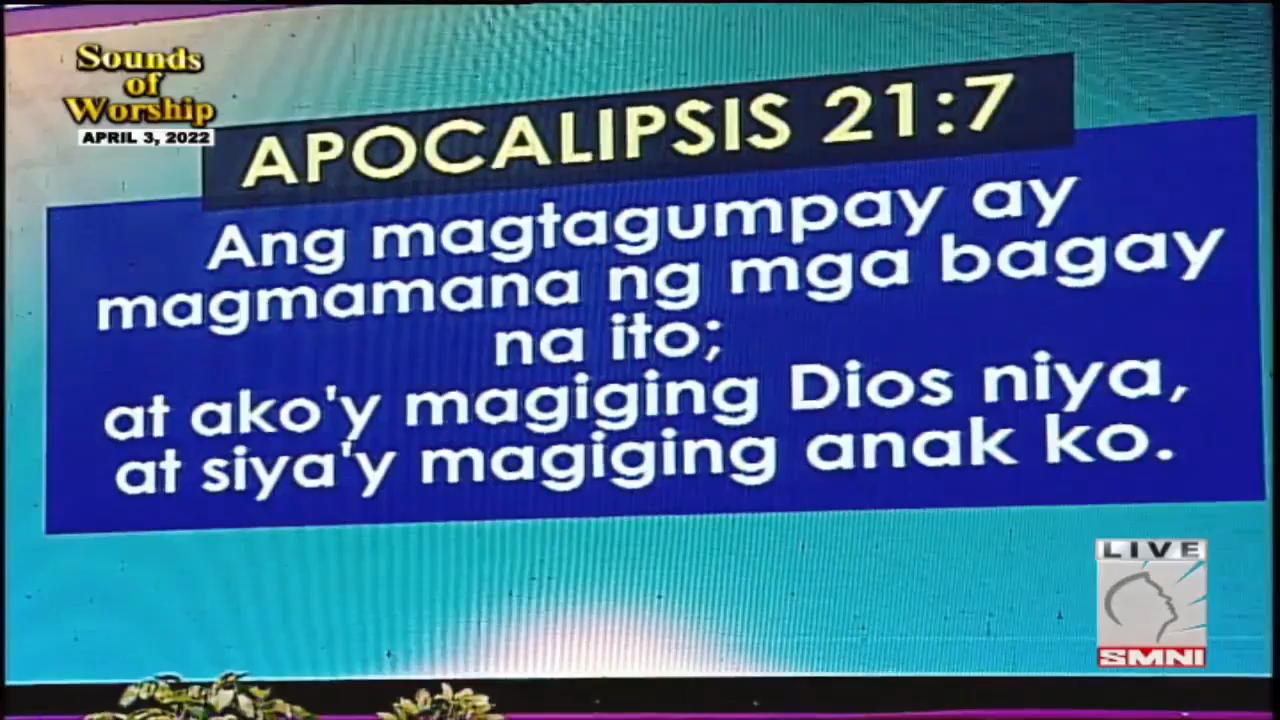 Sounds
of
Worship
APRIL 3, 2022
APOCALIPSIS 21:7
Ang magtagumpay ay
magmamana ng mga bagay
na ito;
at ako'y magiging Dios niya,
at siya'y magiging anak ko.
LIVE
SMNI